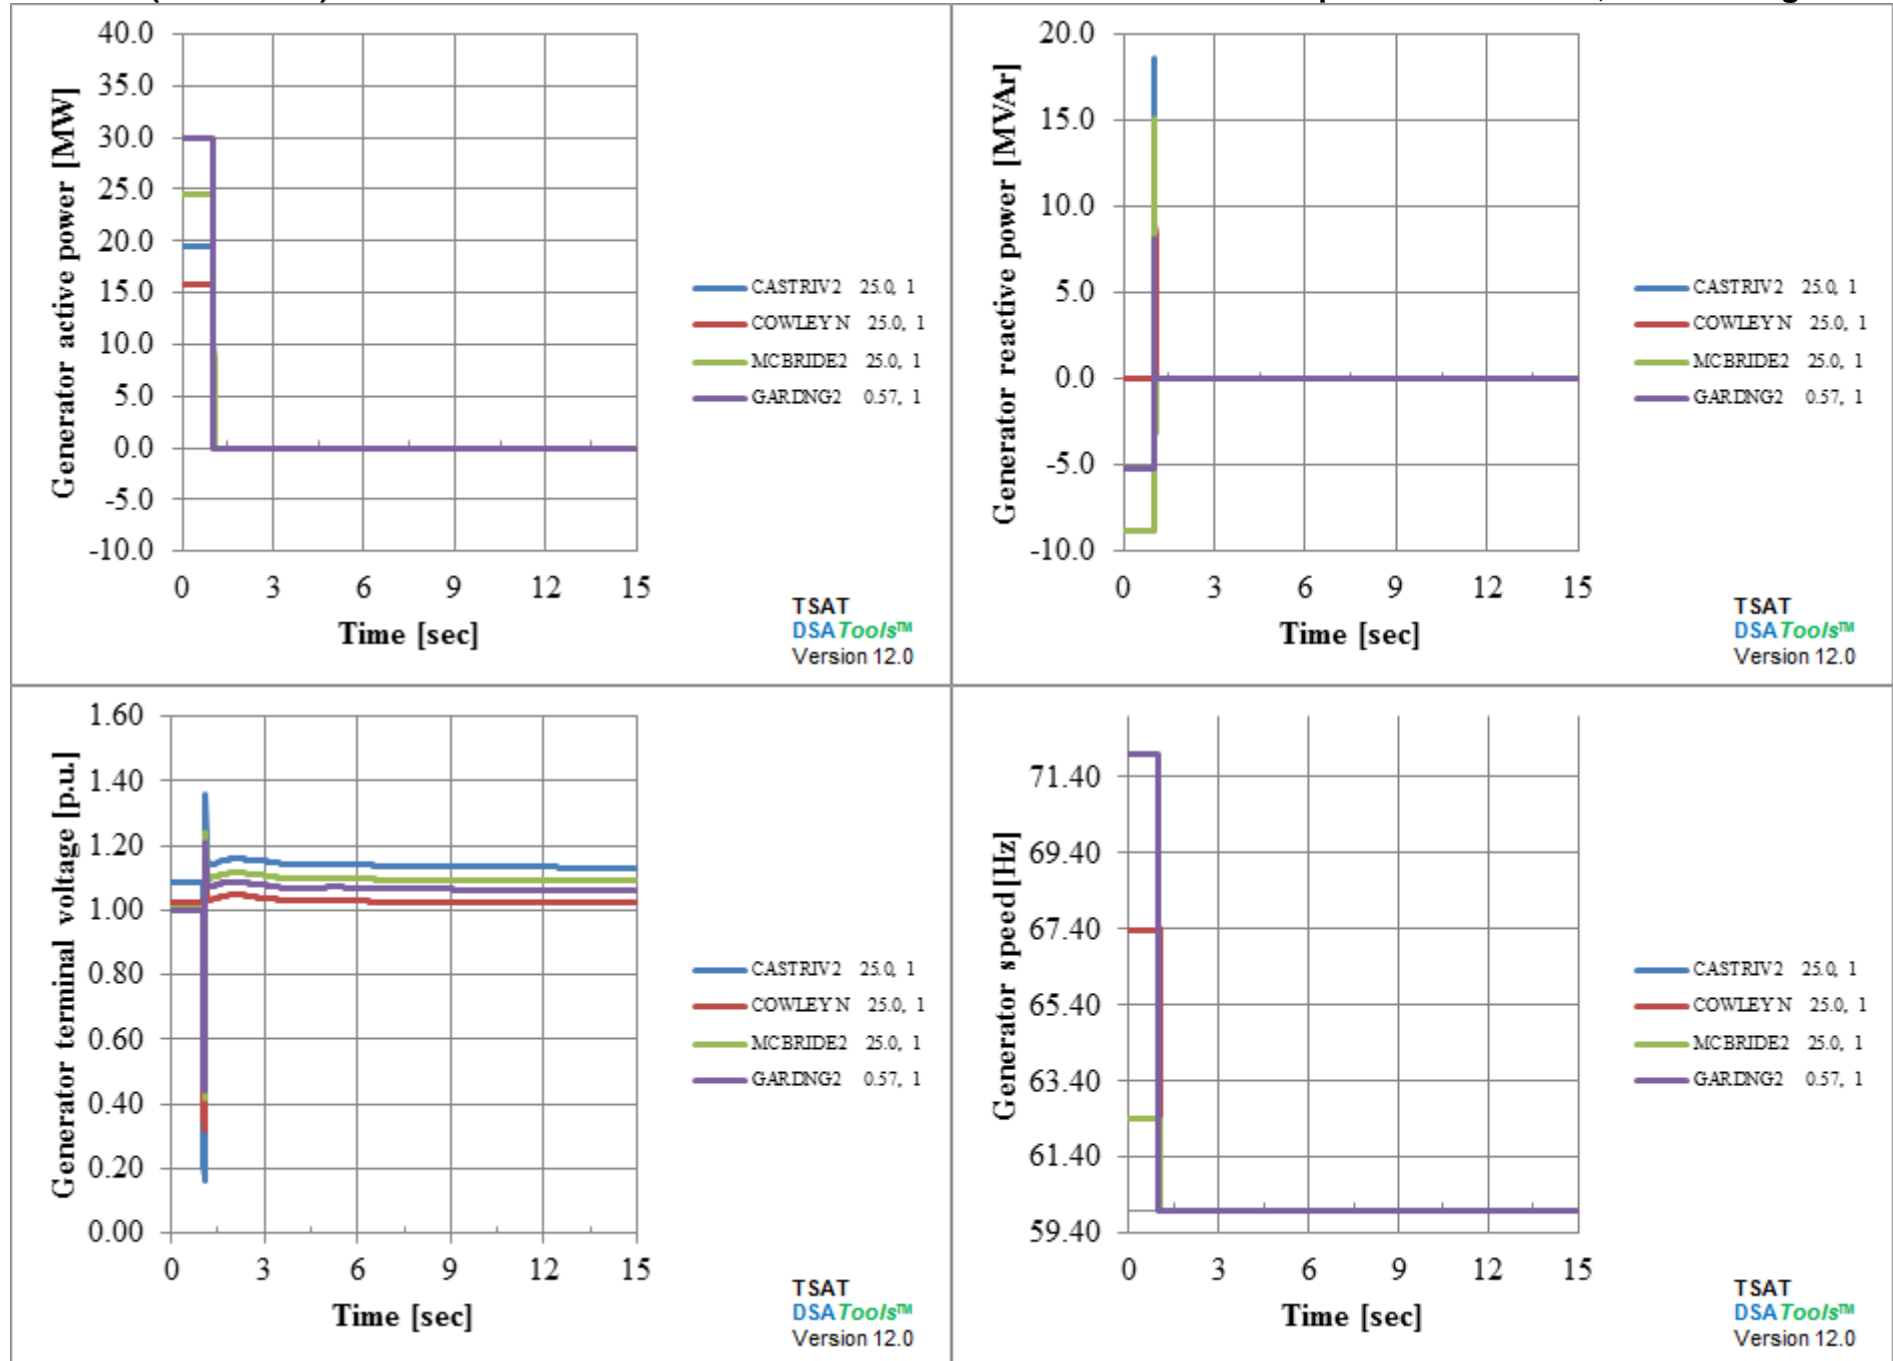 40.0
35.0
30.0
25.0
20.0
15.0
10.0
5.0
0.0
-5.0
-10.0
0 3 6 9 12 15
Generator active power [MW]
Time [sec]
CASTRIV2 25.0, 1
COWLEY N 25.0, 1
MCBRIDE2 25.0, 1
GARDNG2 0.57, 1
TSAT
DSATools™
Version 12.0
20.0
15.0
10.0
5.0
0.0
-5.0
-10.0
0 3 6 9 12 15
Generator reactive power [MVAr]
Time [sec]
CASTRIV2 25.0, 1
COWLEY N 25.0, 1
MCBRIDE2 25.0, 1
GARDNG2 0.57, 1
TSAT
DSATools™
Version 12.0
1.60
1.40
1.20
1.00
0.80
0.60
0.40
0.20
0.00
0 3 6 9 12 15
Generator terminal voltage [p.u.]
Time [sec]
CASTRIV2 25.0, 1
COWLEY N 25.0, 1
MCBRIDE2 25.0, 1
GARDNG2 0.57, 1
TSAT
DSATools™
Version 12.0
71.40
69.40
67.40
65.40
63.40
61.40
59.40
0 3 6 9 12 15
Generator speed [Hz]
Time [sec]
CASTRIV2 25.0, 1
COWLEY N 25.0, 1
MCBRIDE2 25.0, 1
GARDNG2 0.57, 1
TSAT
DSATools™
Version 12.0